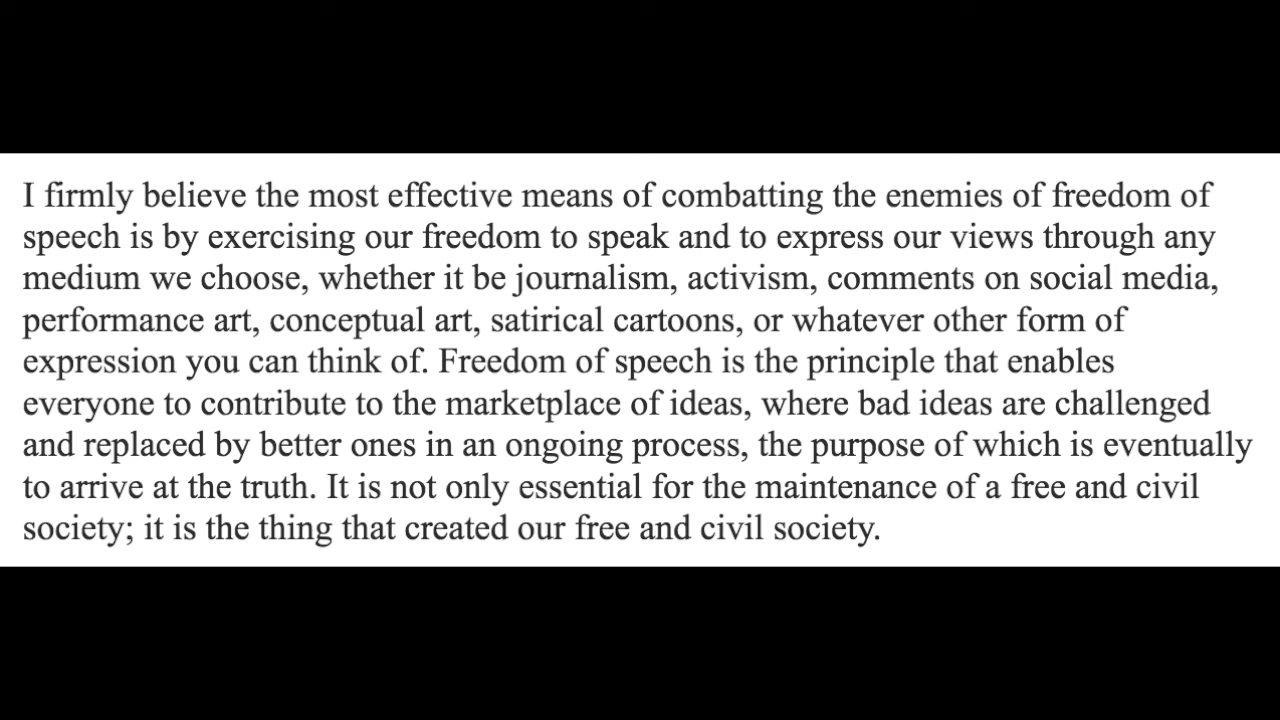 I firmly believe the most effective means of combatting the enemies of freedom of
speech is by exercising our freedom to speak and to express our views through any
medium we choose, whether it be journalism, activism, comments on social media,
performance art, conceptual art, satirical cartoons, or whatever other form of
expression you can think of. Freedom of speech is the principle that enables
everyone to contribute to the marketplace of ideas, where bad ideas are challenged
and replaced by better ones in an ongoing process, the purpose of which is eventually
to arrive at the truth. It is not only essential for the maintenance of a free and civil
society; it is the thing that created our free and civil society.